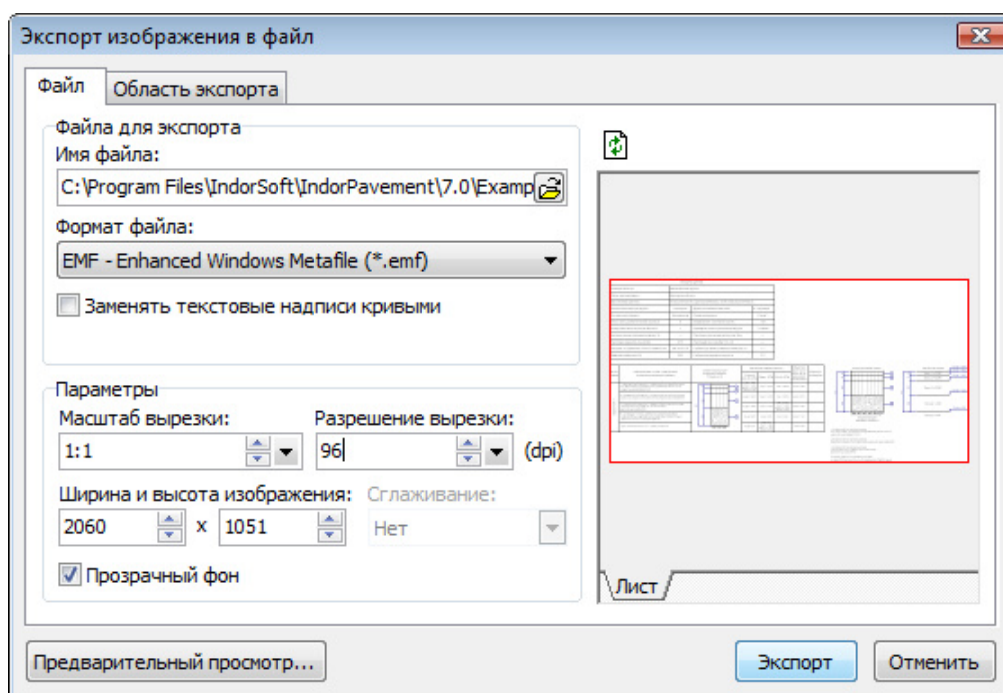 Экспорт изображения в файл
Файл
Область экспорта
Файла для экспорта
Имя файла:
C:\Program Files\IndorSoft\IndorPavement\7.0\Examp
Формат файла:
EMF - Enhanced Windows Metafile (*.emf)
Заменять текстовые надписи кривыми
Параметры
Масштаб вырезки:
Разрешение вырезки:
1:1
96
(dpi)
Ширина и высота изображения:
Сглаживание:
2060
x
1051
Нет
Прозрачный фон
Лист
Предварительный просмотр...
Экспорт
Отменить